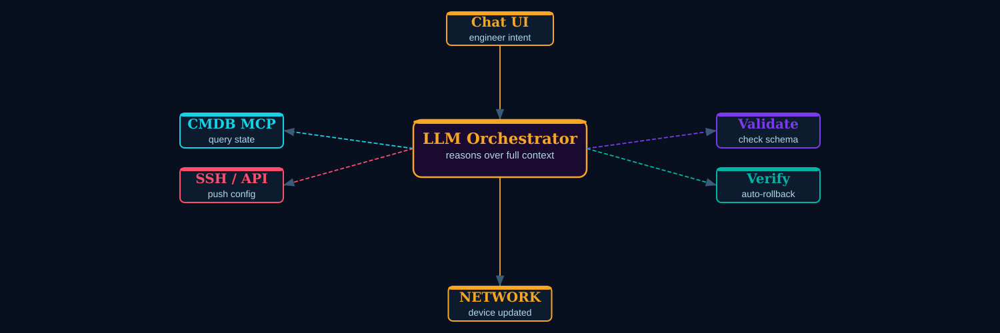 Chat UI
engineer intent
CMDB MCP
query state
LLM Orchestrator
reasons over full context
Validate
check schema
SSH / API
push config
Verify
auto-rollback
NETWORK
device updated